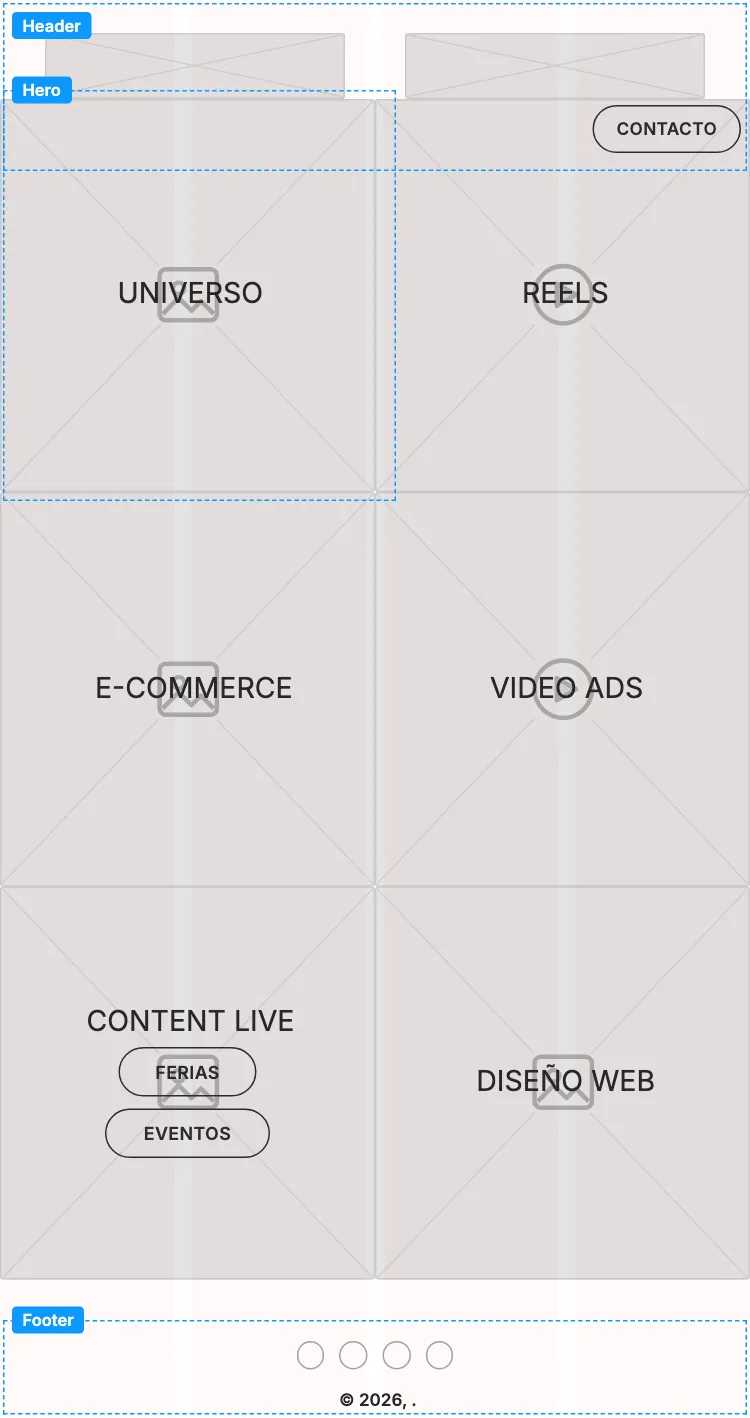 Header
Hero
CONTACTO
UNIVERSO
REELS
E-COMMERCE
VIDEO ADS
CONTENT LIVE
FERIAS
EVENTOS
DISEÑO WEB
Footer
© 2026, .